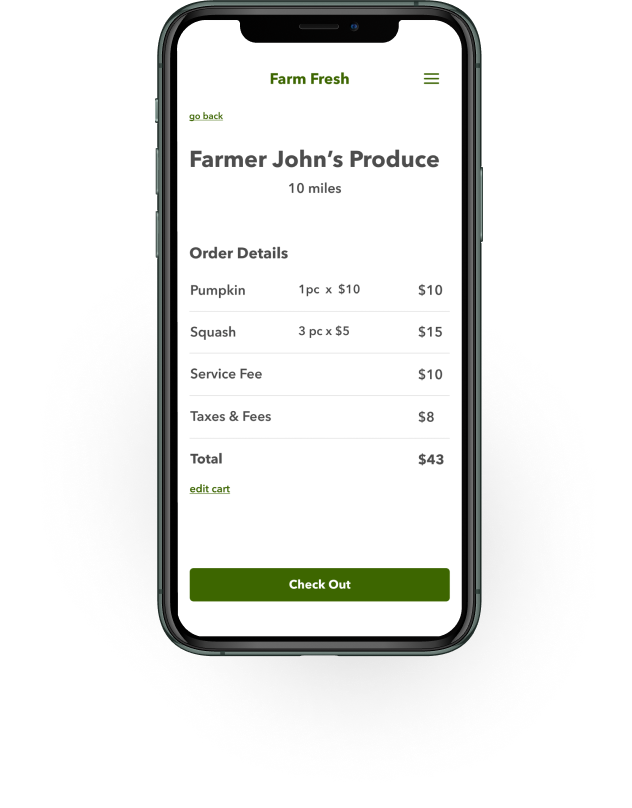 Farm Fresh
go back
Farmer John’s Produce
10 miles
Order Details
Pumpkin 1pc x $10 $10
Squash 3 pc x $5 $15
Service Fee $10
Taxes & Fees $8
Total $43
edit cart
Check Out